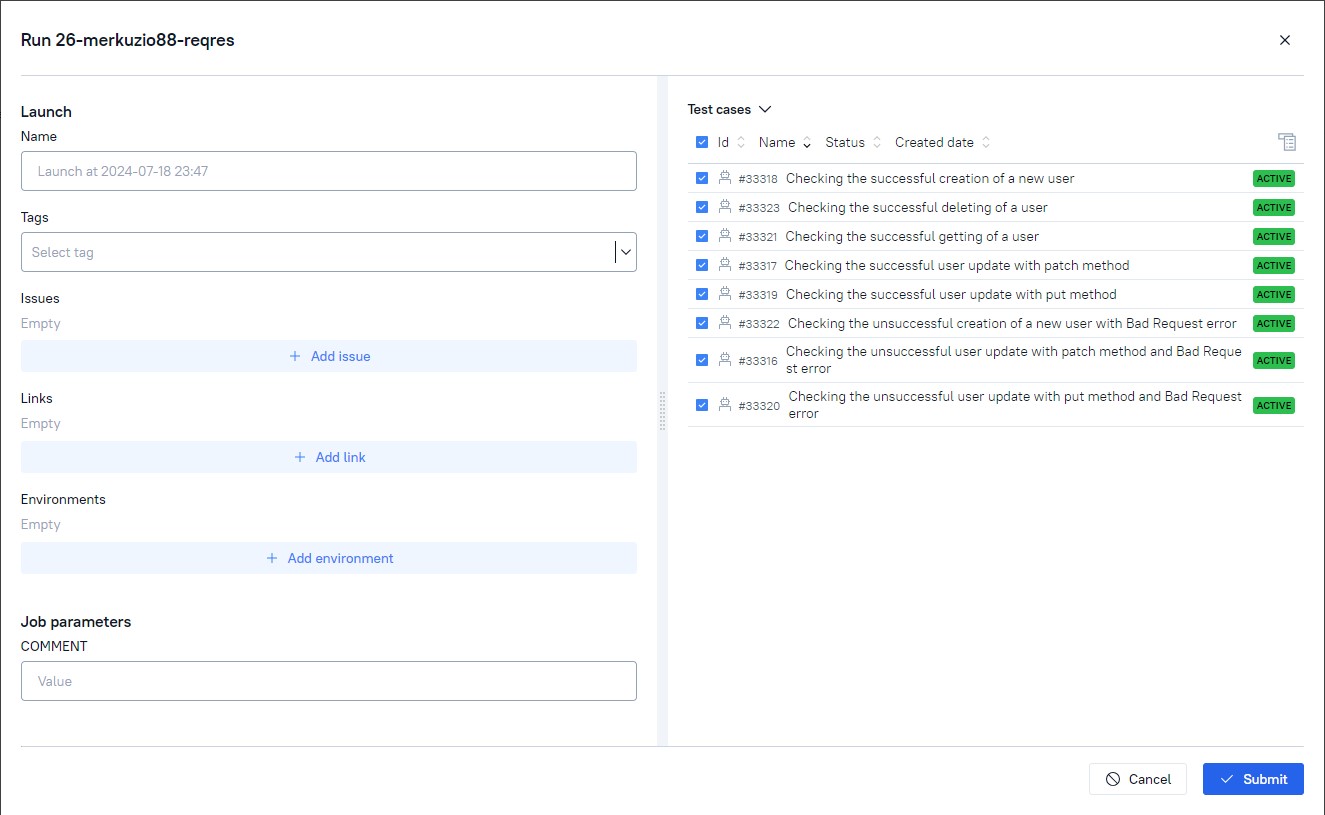 Run 26-merkuzio88-reqres
Launch
Name
Launch at 2024-07-18 23:47
Tags
Select tag
Issues
Empty
Add issue
Links
Empty
Add link
Environments
Empty
Add environment
Job parameters
COMMENT
Value
Test cases
Id Name Status Created date
#33318 Checking the successful creation of a new user ACTIVE
#33323 Checking the successful deleting of a user ACTIVE
#33321 Checking the successful getting of a user ACTIVE
#33317 Checking the successful user update with patch method ACTIVE
#33319 Checking the successful user update with put method ACTIVE
#33322 Checking the unsuccessful creation of a new user with Bad Request error ACTIVE
#33316 Checking the unsuccessful user update with patch method and Bad Reque ACTIVE
st error
#33320 Checking the unsuccessful user update with put method and Bad Request ACTIVE
error
Cancel Submit